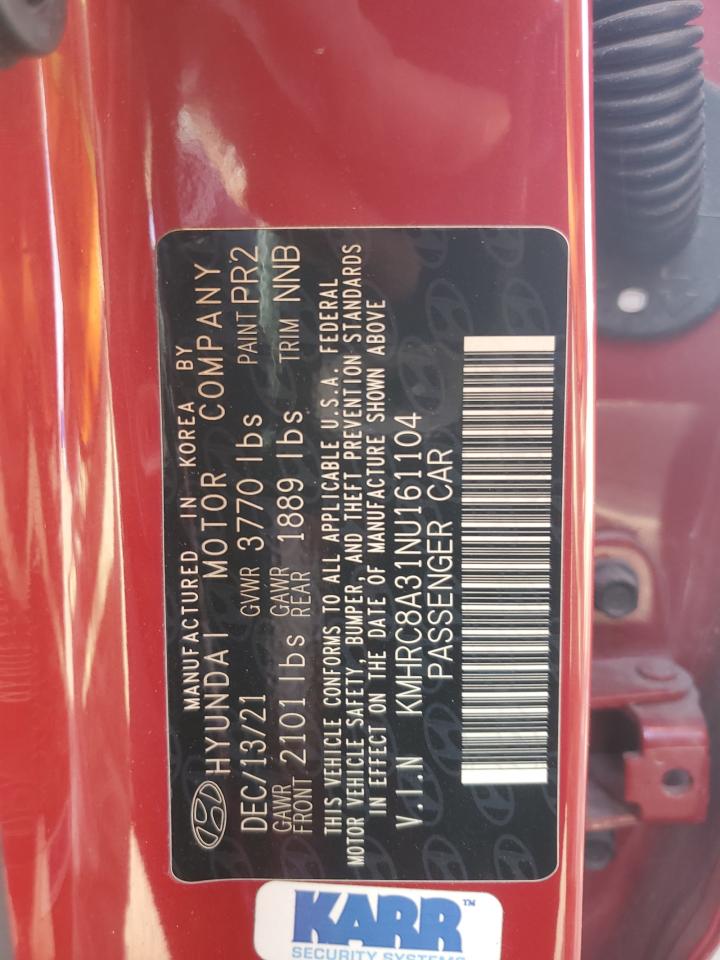 MANUFACTURED IN KOREA BY
HYUNDAI MOTOR COMPANY
DEC/13/21 GVWR 3770 lbs PAINT PR2
GAWR FRONT 2101 lbs GAWR REAR 1889 lbs TRIM NNB
THIS VEHICLE CONFORMS TO ALL APPLICABLE U.S.A. FEDERAL
MOTOR VEHICLE SAFETY, BUMPER, AND THEFT PREVENTION STANDARDS
IN EFFECT ON THE DATE OF MANUFACTURE SHOWN ABOVE
V.I.N KMHRC8A31NU161104
PASSENGER CAR
KARR™
SECURITY SYSTEMS